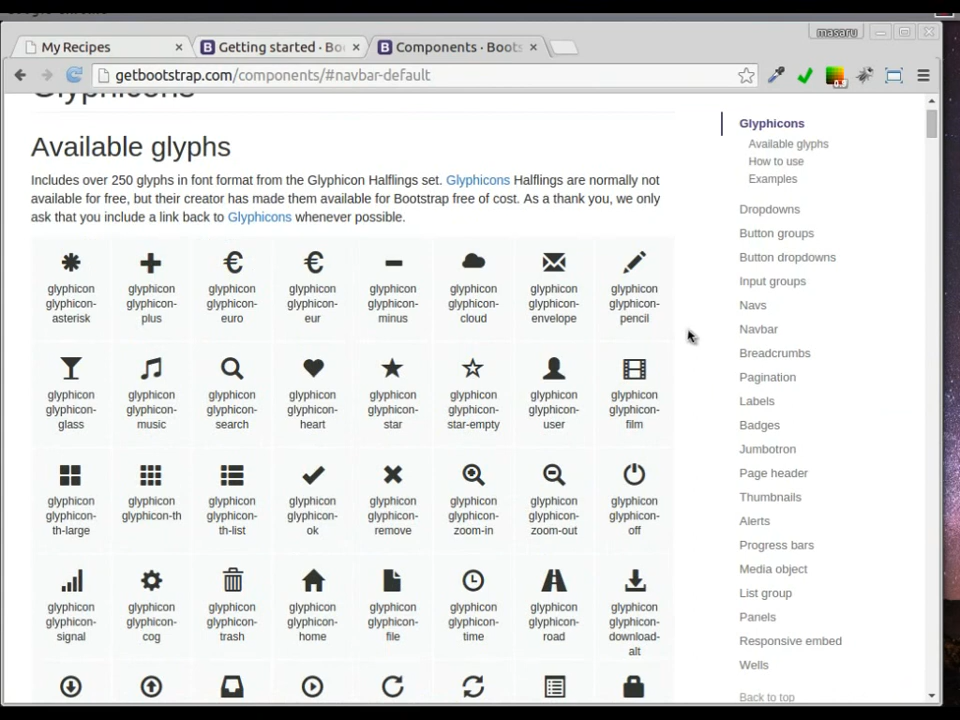 masaru
My Recipes
Getting started · Bo
Components · Boots
getbootstrap.com/components/#navbar-default
Glyphicons
Available glyphs
Includes over 250 glyphs in font format from the Glyphicon Halflings set. Glyphicons Halflings are normally not
available for free, but their creator has made them available for Bootstrap free of cost. As a thank you, we only
ask that you include a link back to Glyphicons whenever possible.
glyphicon glyphicon-asterisk
glyphicon glyphicon-plus
glyphicon glyphicon-euro
glyphicon glyphicon-eur
glyphicon glyphicon-minus
glyphicon glyphicon-cloud
glyphicon glyphicon-envelope
glyphicon glyphicon-pencil
glyphicon glyphicon-glass
glyphicon glyphicon-music
glyphicon glyphicon-search
glyphicon glyphicon-heart
glyphicon glyphicon-star
glyphicon glyphicon-star-empty
glyphicon glyphicon-user
glyphicon glyphicon-film
glyphicon glyphicon-th-large
glyphicon glyphicon-th
glyphicon glyphicon-th-list
glyphicon glyphicon-ok
glyphicon glyphicon-remove
glyphicon glyphicon-zoom-in
glyphicon glyphicon-zoom-out
glyphicon glyphicon-off
glyphicon glyphicon-signal
glyphicon glyphicon-cog
glyphicon glyphicon-trash
glyphicon glyphicon-home
glyphicon glyphicon-file
glyphicon glyphicon-time
glyphicon glyphicon-road
glyphicon glyphicon-download-alt
Glyphicons
Available glyphs
How to use
Examples
Dropdowns
Button groups
Button dropdowns
Input groups
Navs
Navbar
Breadcrumbs
Pagination
Labels
Badges
Jumbotron
Page header
Thumbnails
Alerts
Progress bars
Media object
List group
Panels
Responsive embed
Wells
Back to top